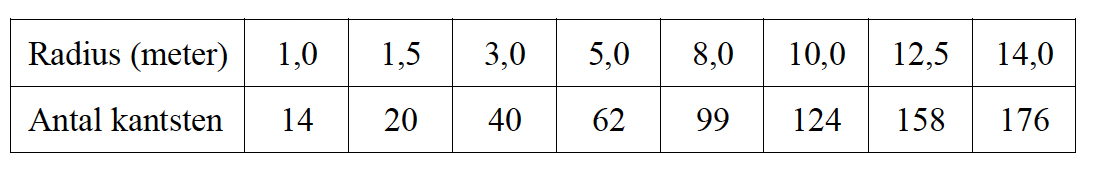 Radius (meter) 1,0 1,5 3,0 5,0 8,0 10,0 12,5 14,0
Antal kantsten 14 20 40 62 99 124 158 176